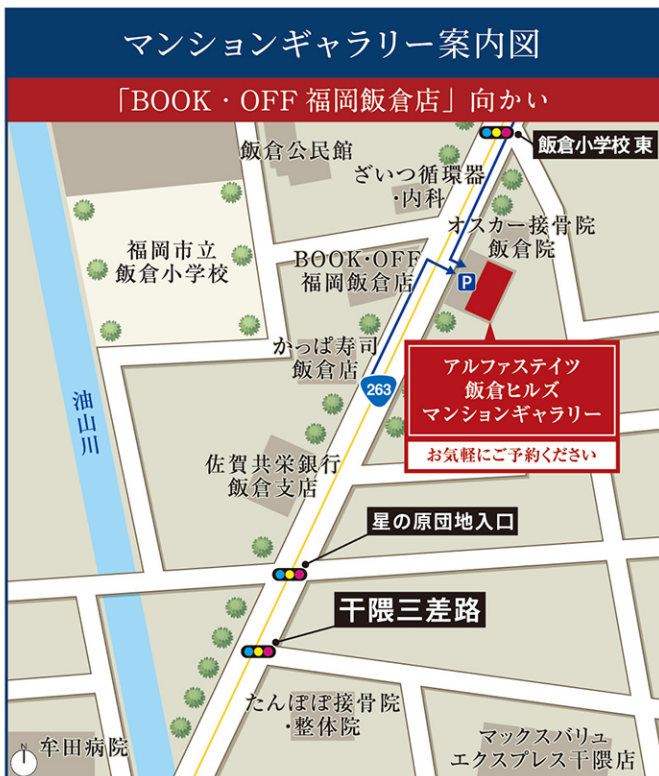 マンションギャラリー案内図
「BOOK・OFF 福岡飯倉店」向かい
飯倉公民館
飯倉小学校 東
ざいつ循環器
・内科
オスカー接骨院
飯倉院
福岡市立
飯倉小学校
BOOK・OFF
福岡飯倉店
P
かっぱ寿司
飯倉店
アルファステイツ
飯倉ヒルズ
マンションギャラリー
お気軽にご予約ください
263
油山川
佐賀共栄銀行
飯倉支店
星の原団地入口
干隈三差路
たんぽぽ接骨院
・整体院
牟田病院
マックスバリュ
エクスプレス干隈店